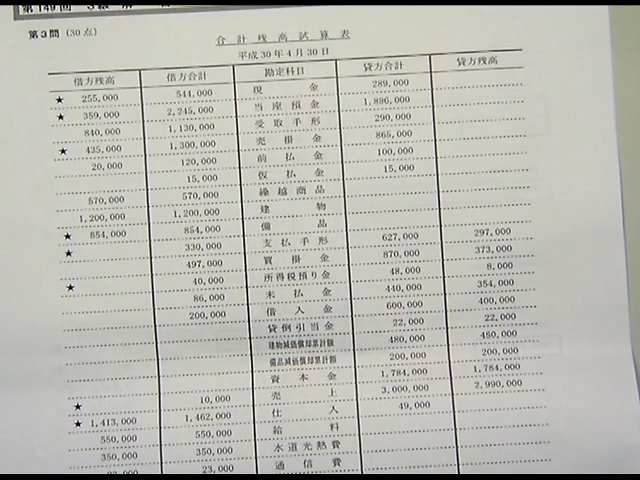 第149回 3級 解
第3問（30点）
合計残高試算表
平成30年4月30日
借方残高 借方合計 勘定科目 貸方合計 貸方残高
★ 255,000 544,000 現金 289,000
★ 359,000 2,245,000 当座預金 1,896,000
840,000 1,130,000 受取手形 290,000
★ 435,000 1,300,000 売掛金 865,000
20,000 120,000 前払金 100,000
15,000 仮払金 15,000
570,000 570,000 繰越商品
1,200,000 1,200,000 建物
★ 854,000 備品
★ 330,000 支払手形 627,000 297,000
497,000 買掛金 870,000 373,000
★ 40,000 所得税預り金 48,000 8,000
86,000 未払金 440,000 354,000
200,000 借入金 600,000 400,000
貸倒引当金 22,000 22,000
建物減価償却累計額 480,000 480,000
備品減価償却累計額 200,000 200,000
資本金 1,784,000 1,784,000
★ 10,000 売上 3,000,000 2,990,000
★ 1,413,000 1,462,000 仕入 49,000
550,000 550,000 給料
350,000 350,000 水道光熱費
23,000 通信費